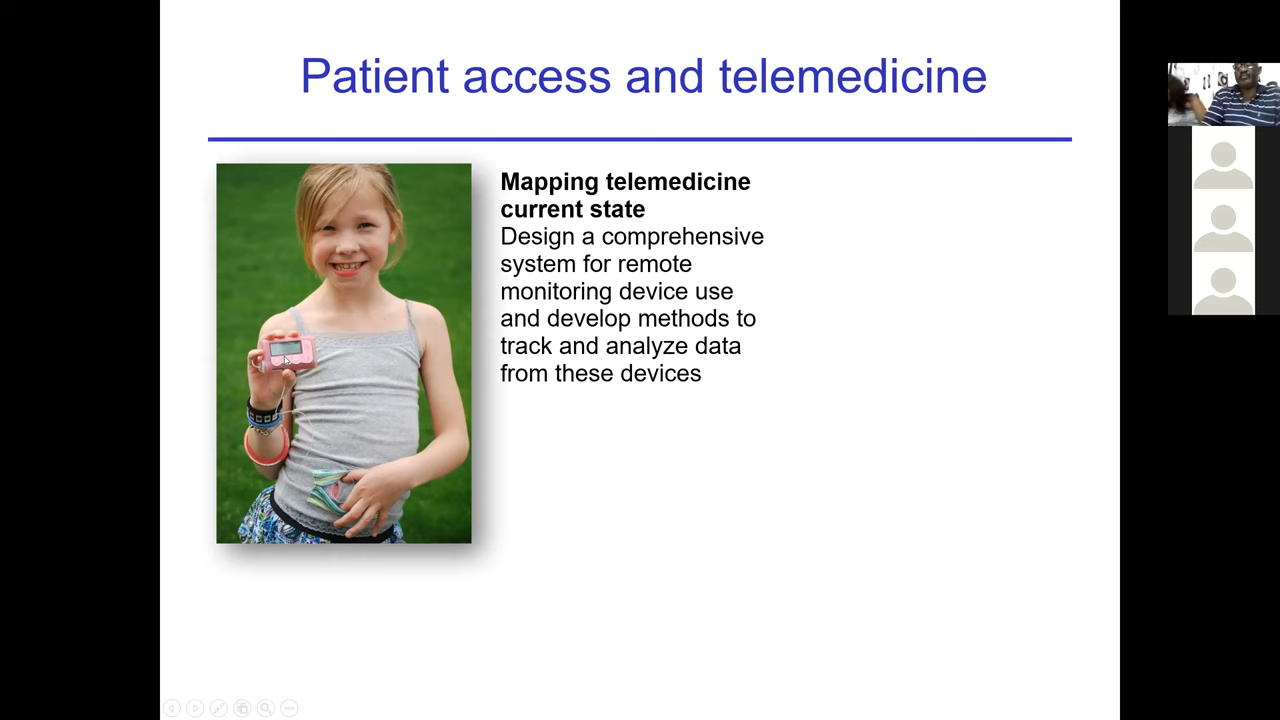 Patient access and telemedicine
Mapping telemedicine
current state
Design a comprehensive
system for remote
monitoring device use
and develop methods to
track and analyze data
from these devices